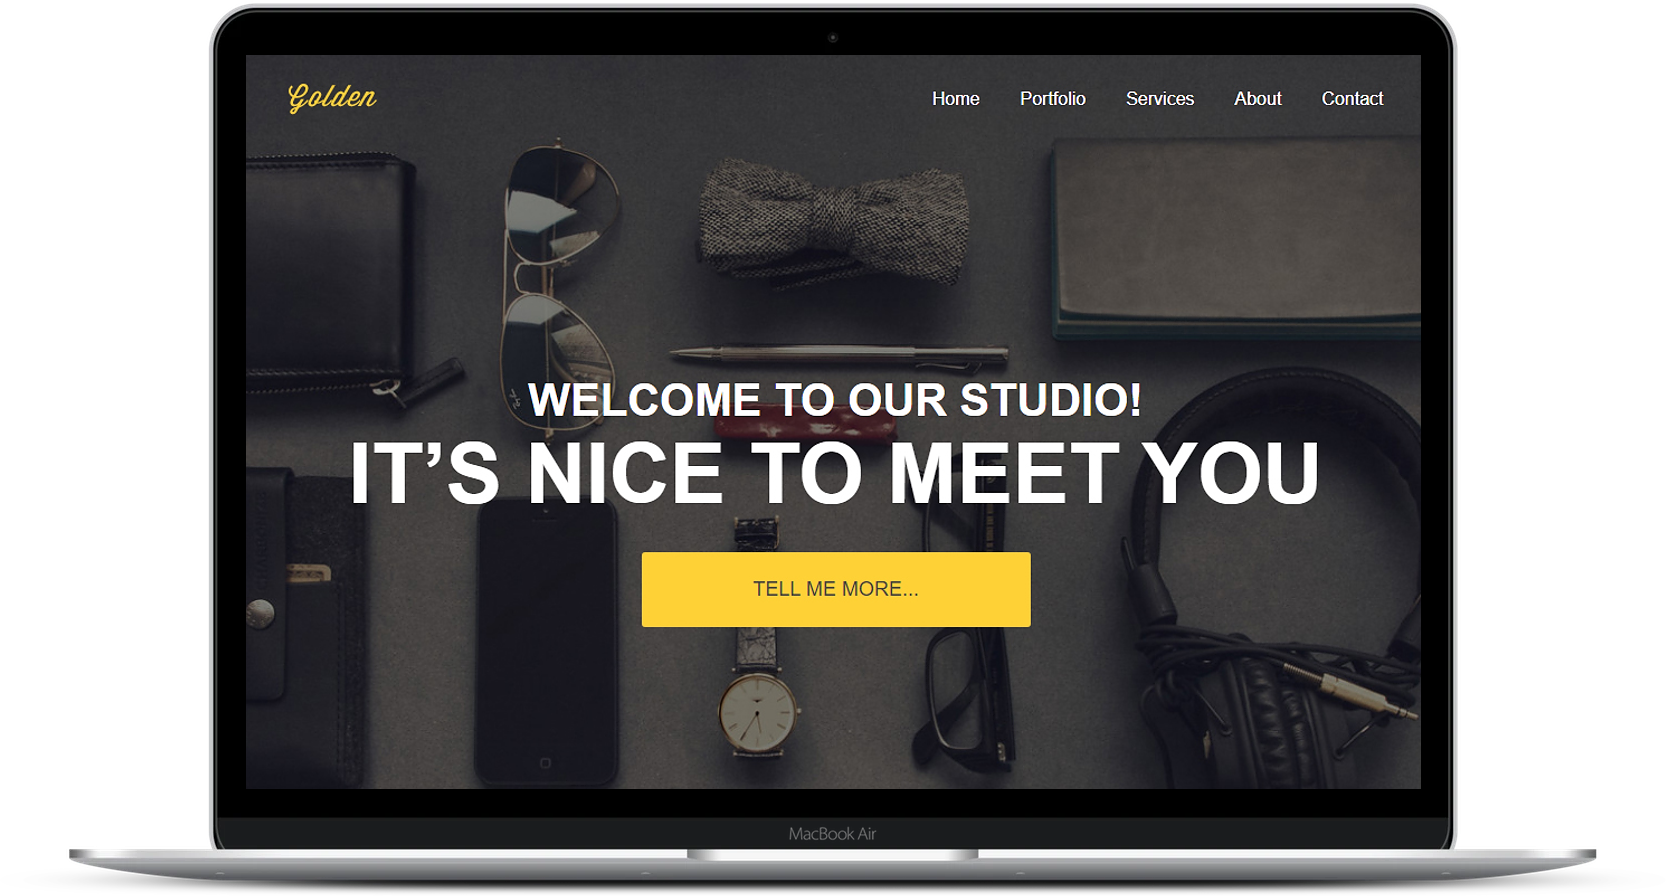 Golden
Home Portfolio Services About Contact
WELCOME TO OUR STUDIO!
IT’S NICE TO MEET YOU
TELL ME MORE...
MacBook Air